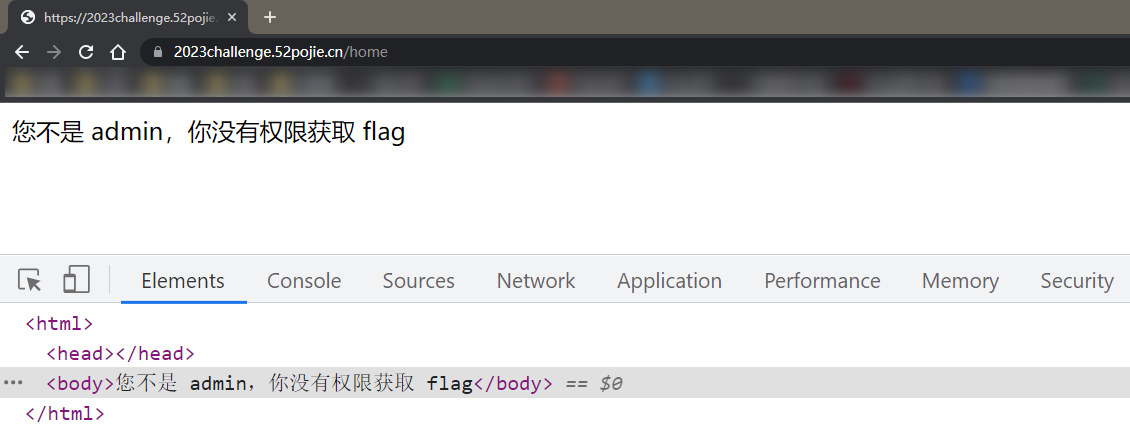 https://2023challenge.52pojie.
2023challenge.52pojie.cn/home
您不是 admin，你没有权限获取 flag
Elements Console Sources Network Application Performance Memory Security
<html>
<head></head>
<body>您不是 admin，你没有权限获取 flag</body> == $0
</html>